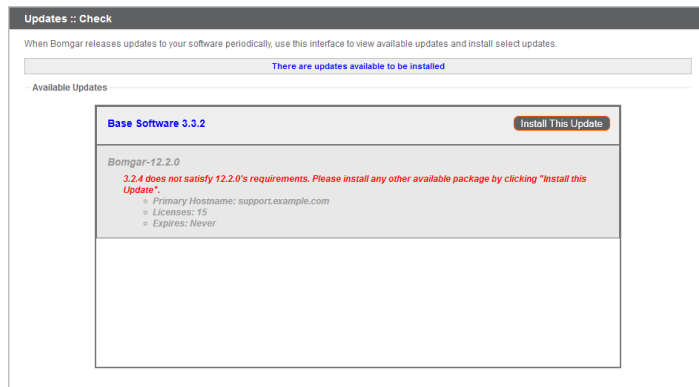 Updates :: Check
When Bomgar releases updates to your software periodically, use this interface to view available updates and install select updates.
There are updates available to be installed
Available Updates
Base Software 3.3.2
Install This Update
Bomgar-12.2.0
3.2.4 does not satisfy 12.2.0's requirements. Please install any other available package by clicking "Install this
Update".
Primary Hostname: support.example.com
Licenses: 15
Expires: Never